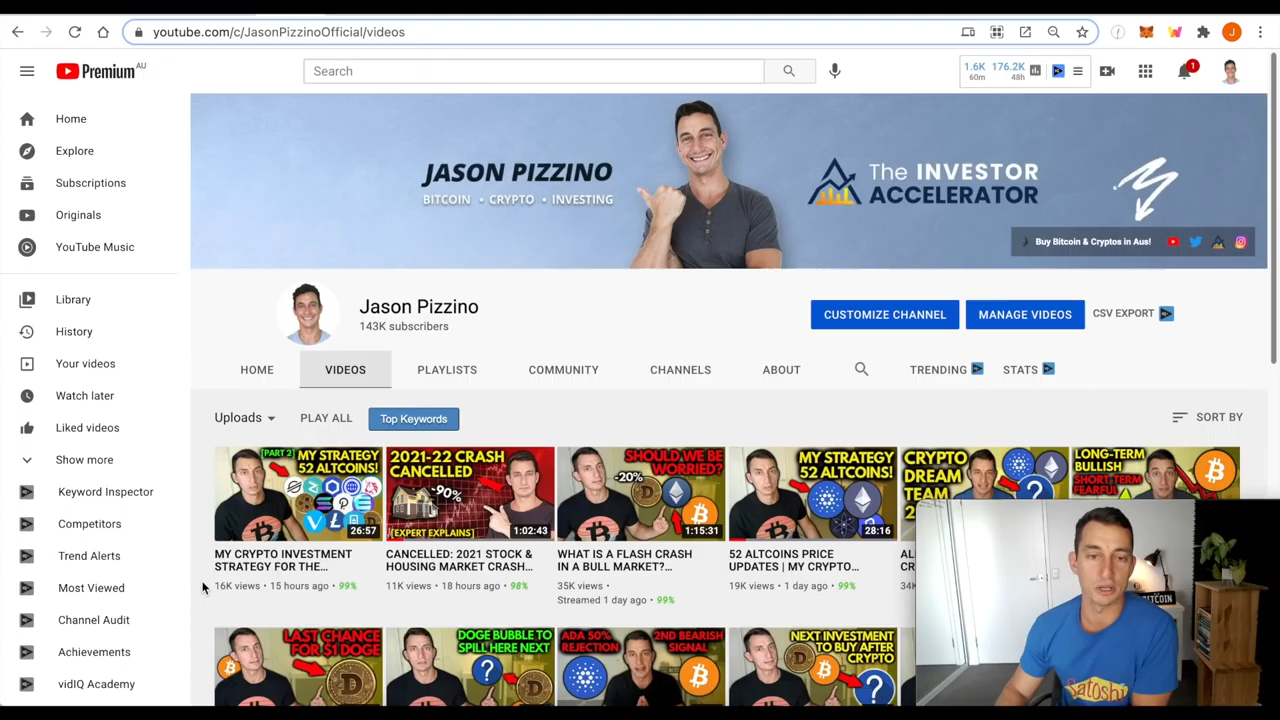 youtube.com/c/JasonPizzinoOfficial/videos
J
Premium AU
Search
1.6K 176.2K
60m 48h
1
Home
Explore
Subscriptions
Originals
YouTube Music
Library
History
Your videos
Watch later
Liked videos
Show more
Keyword Inspector
Competitors
Trend Alerts
Most Viewed
Channel Audit
Achievements
vidIQ Academy
JASON PIZZINO
BITCOIN • CRYPTO • INVESTING
The INVESTOR
ACCELERATOR
Buy Bitcoin & Cryptos in Aus!
Jason Pizzino
143K subscribers
CUSTOMIZE CHANNEL
MANAGE VIDEOS
CSV EXPORT
HOME
VIDEOS
PLAYLISTS
COMMUNITY
CHANNELS
ABOUT
TRENDING
STATS
Uploads
PLAY ALL
Top Keywords
SORT BY
[PART 2] MY STRATEGY
52 ALTCOINS!
26:57
MY CRYPTO INVESTMENT
STRATEGY FOR THE...
16K views • 15 hours ago • 99%
2021-22 CRASH
CANCELLED
-90%
[EXPERT EXPLAINS]
1:02:43
CANCELLED: 2021 STOCK &
HOUSING MARKET CRASH...
11K views • 18 hours ago • 98%
SHOULD WE BE
WORRIED?
-20%
1:15:31
WHAT IS A FLASH CRASH
IN A BULL MARKET?...
35K views •
Streamed 1 day ago • 99%
MY STRATEGY
52 ALTCOINS!
28:16
52 ALTCOINS PRICE
UPDATES | MY CRYPTO...
19K views • 1 day ago • 99%
CRYPTO
DREAM
TEAM
LONG-TERM
BULLISH
SHORT TERM
FEARFUL
34K
LAST CHANCE
FOR $1 DOGE
DOGE BUBBLE TO
SPILL HERE NEXT
ADA 50%
REJECTION
2ND BEARISH
SIGNAL
NEXT INVESTMENT
TO BUY AFTER
CRYPTO
BITCOIN
Satoshi